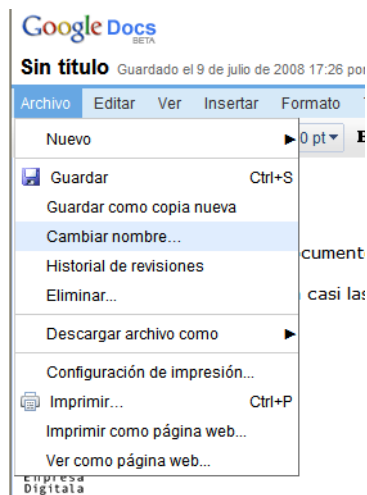 Google Docs
BETA
Sin título Guardado el 9 de julio de 2008 17:26 por
Archivo Editar Ver Insertar Formato
Nuevo
0 pt B
Guardar Ctrl+S
Guardar como copia nueva
Cambiar nombre...
Historial de revisiones
cument
Eliminar...
casi las
Descargar archivo como
Configuración de impresión...
Imprimir... Ctrl+P
Imprimir como página web...
Ver como página web...
Empresa
Digitala